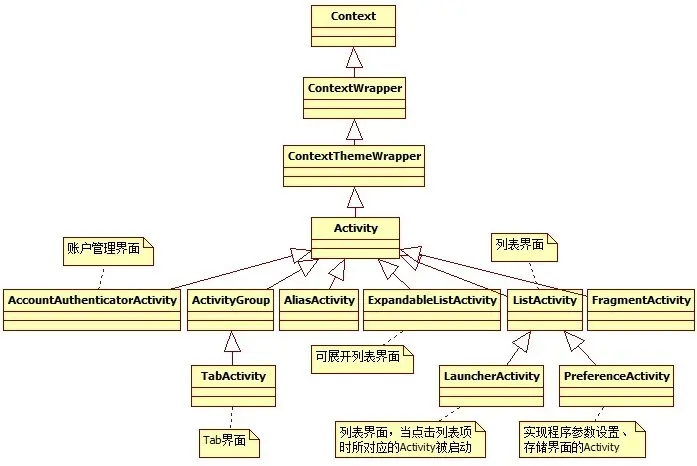 Context
ContextWrapper
ContextThemeWrapper
Activity
账户管理界面
列表界面
AccountAuthenticatorActivity
ActivityGroup
AliasActivity
ExpandableListActivity
ListActivity
FragmentActivity
可展开列表界面
TabActivity
LauncherActivity
PreferenceActivity
Tab界面
列表界面，当点击列表项
时所对应的Activity被启动
实现程序参数设置、
存储界面的Activity